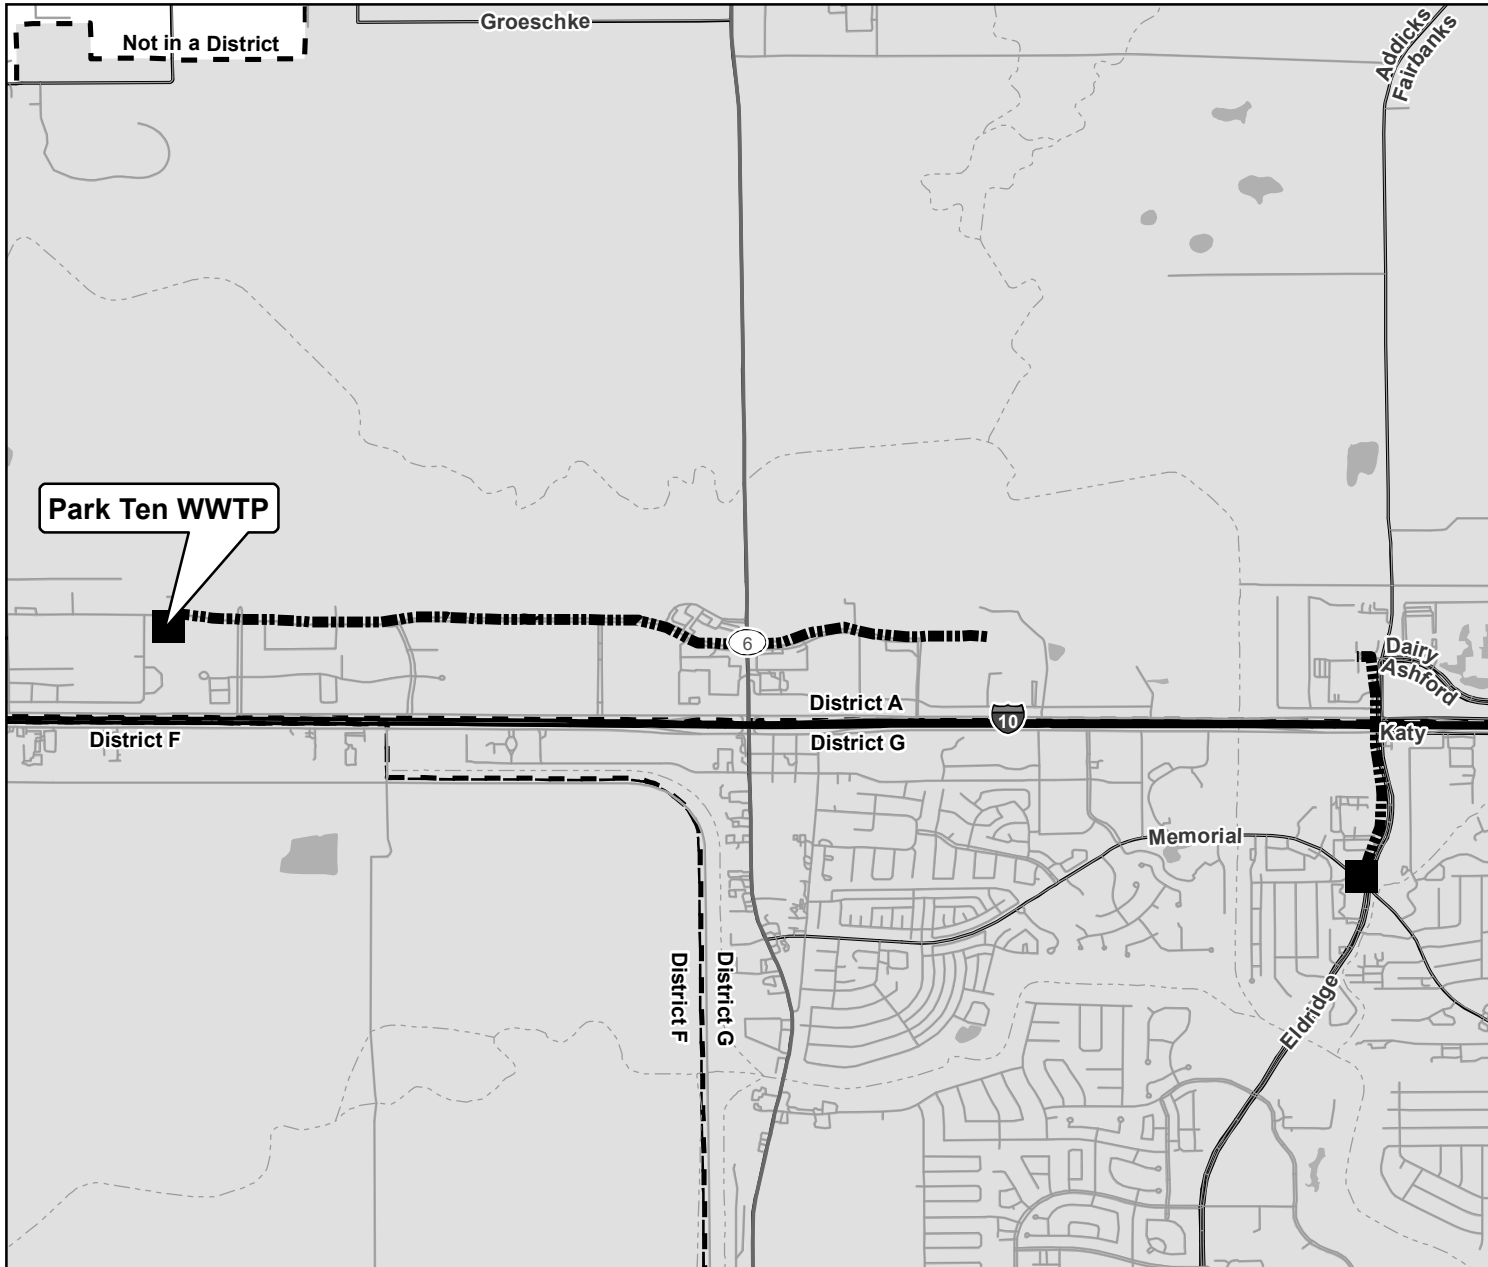 Groeschke
Not in a District
Addicks
Fairbanks
Park Ten WWTP
6
Dairy
Ashford
District A
10
District F
District G
Katy
Memorial
District F
District G
Eldridge